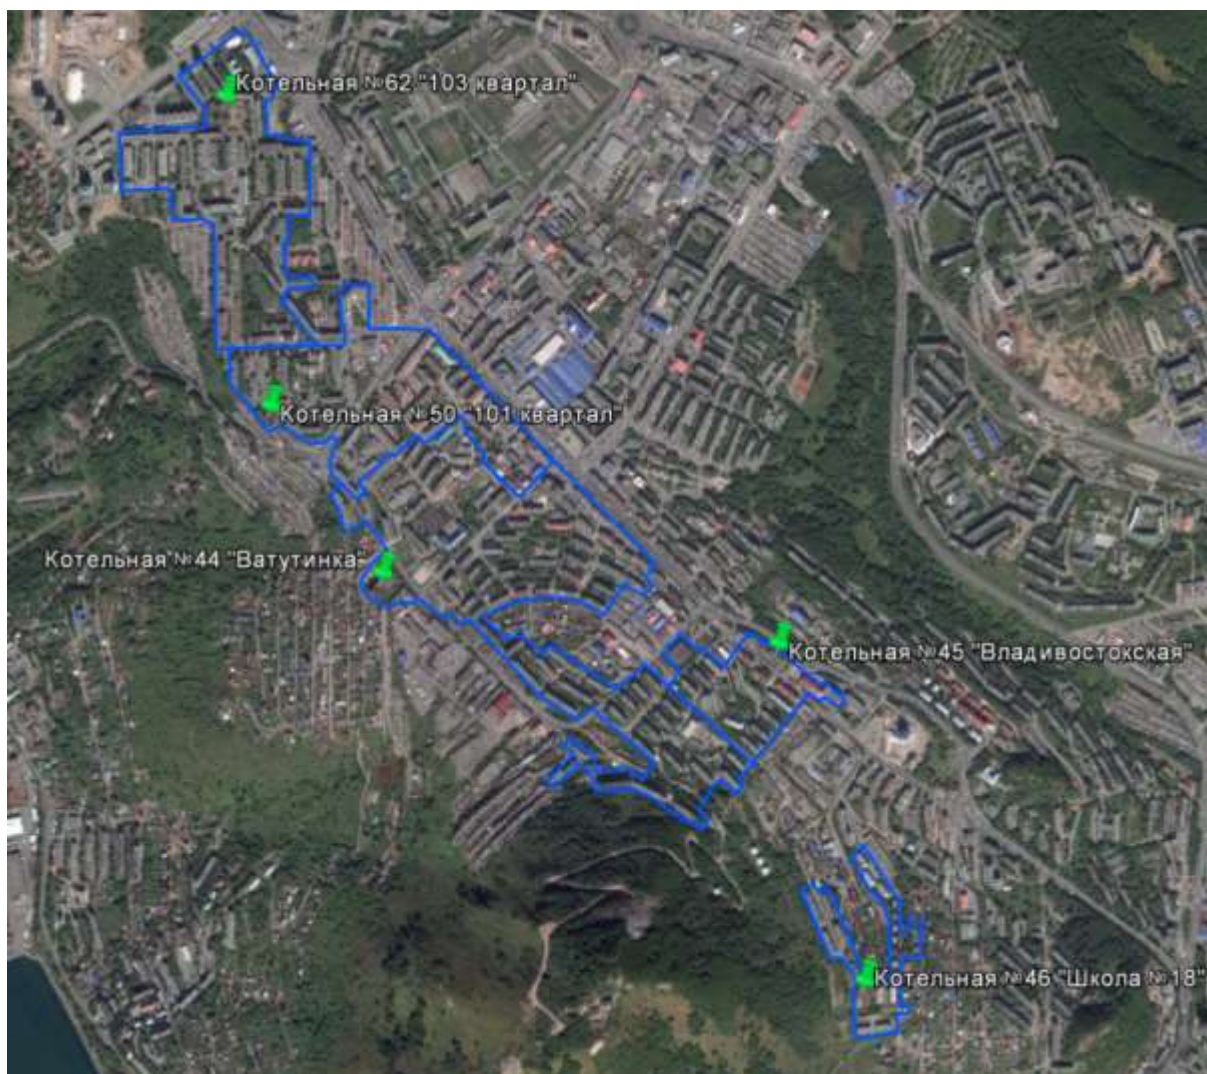 Котельная №62 "103 квартал"
Котельная №50 "101 квартал"
Котельная №44 "Ватутинка"
Котельная №45 "Владивостокская"
Котельная №46 "Школа №18"